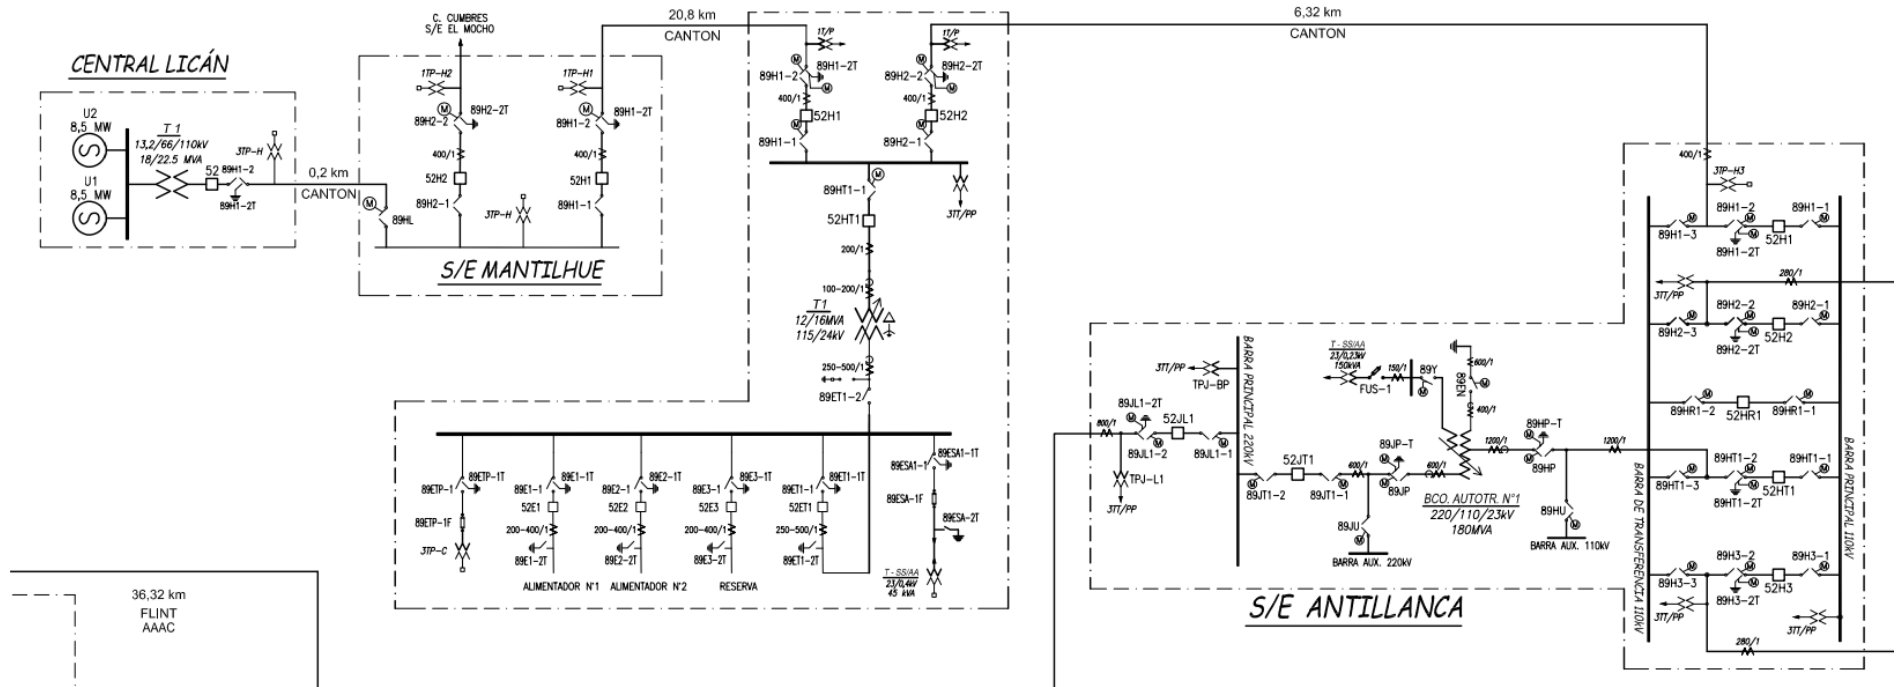 C. CUMBRES
S/E EL MOCHO
20,8 km
CANTON
6,32 km
CANTON
CENTRAL LICÁN
U2
8,5 MW
T 1
13,2/66/110kV
18/22.5 MVA
3TP-H
52
89H1-2
89H1-2T
U1
8,5 MW
0,2 km
CANTON
1TP-H2
89H2-2T
89H2-2
400/1
52H2
89H2-1
1TP-H1
89H1-2T
89H1-2
400/1
52H1
89H1-1
3TP-H
M
89HL
S/E MANTILHUE
1T/P
89H1-2T
89H1-2
400/1
52H1
89H1-1
1T/P
89H2-2T
89H2-2
400/1
52H2
89H2-1
89HT1-1
3TT/PP
52HT1
200/1
100-200/1
T1
12/16MVA
115/24kV
250-500/1
89ET1-2
89ETP-1T
89ETP-1
89ETP-1F
3TP-C
89E1-1T
89E1-1
52E1
200-400/1
89E1-2T
ALIMENTADOR N°1
89E2-1T
89E2-1
52E2
200-400/1
89E2-2T
ALIMENTADOR N°2
89E3-1T
89E3-1
52E3
200-400/1
89E3-2T
RESERVA
89ET1-1T
89ET1-1
52ET1
250-500/1
89ET1-2T
89ESA1-1T
89ESA1-1
89ESA-1F
89ESA-2T
T-SS/AA
23/0,4kV
45 kVA
36,32 km
FLINT
AAAC
400/1
3TP-H3
89H1-2
89H1-1
89H1-3
52H1
89H1-2T
280/1
3TT/PP
89H2-2
89H2-1
89H2-3
52H2
89H2-2T
89HR1-2
52HR1
89HR1-1
89HT1-2
89HT1-1
89HT1-3
52HT1
89HT1-2T
89H3-2
89H3-1
89H3-3
52H3
89H3-2T
3TT/PP
3TT/PP
280/1
BARRA DE TRANSFERENCIA 110kV
BARRA PRINCIPAL 110kV
3TT/PP
TPJ-BP
BARRA PRINCIPAL 220kV
800/1
89JL1-2T
52JL1
89JL1-2
89JL1-1
TPJ-L1
3TT/PP
89JT1-2
52JT1
89JT1-1
600/1
89JP-T
89JP
600/1
89JU
BARRA AUX. 220kV
T-SS/AA
23/0,23kV
150kVA
FUS-1
150/1
89Y
600/1
89EN
400/1
1200/1
89HP-T
89HP
1200/1
89HU
BARRA AUX. 110kV
BCO. AUTOTR. N°1
220/110/23kV
180MVA
S/E ANTILLANCA